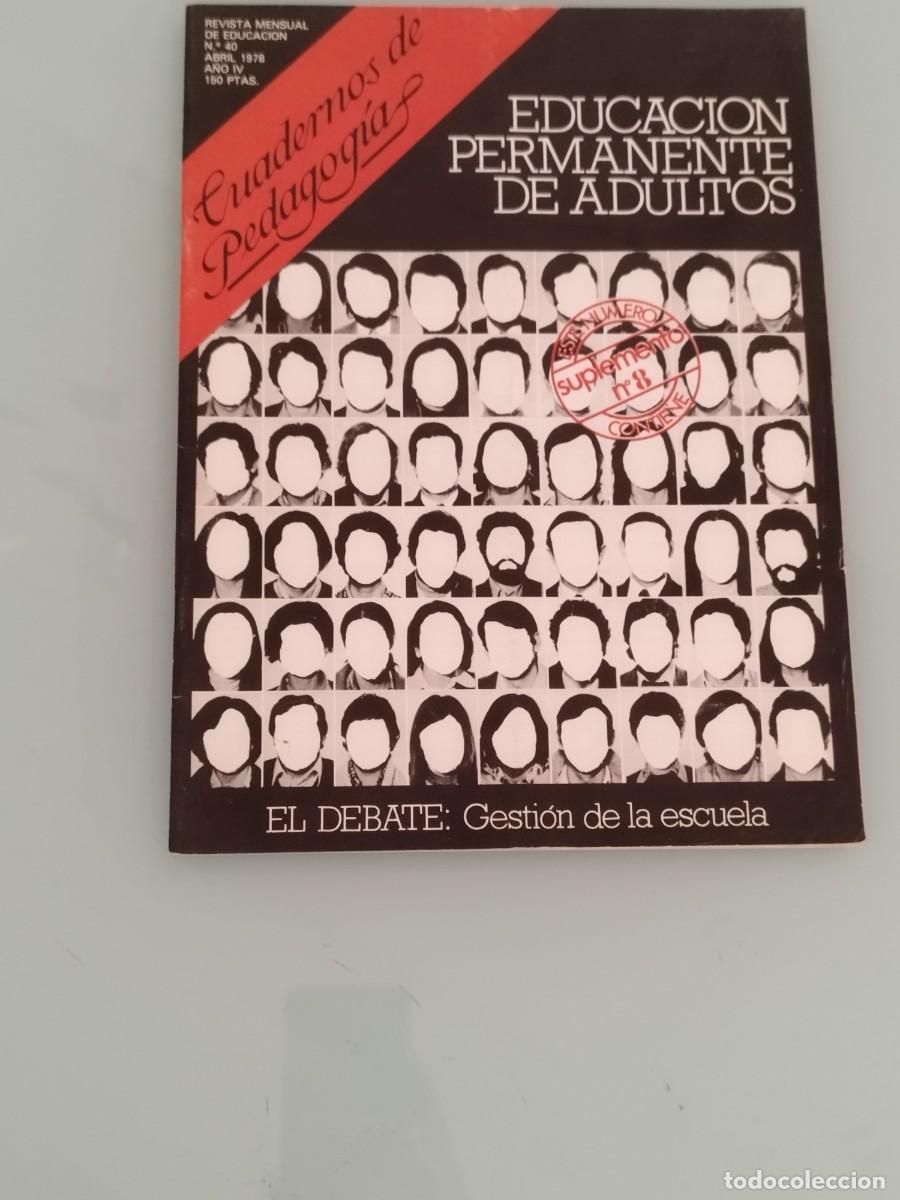 REVISTA MENSUAL
DE EDUCACION
N.º 40
ABRIL 1978
AÑO IV
150 PTAS.
Cuadernos de
Pedagogía
EDUCACION
PERMANENTE
DE ADULTOS
ESTE NUMERO
suplemento
nº 8
CONTIENE
EL DEBATE: Gestión de la escuela
todocoleccion